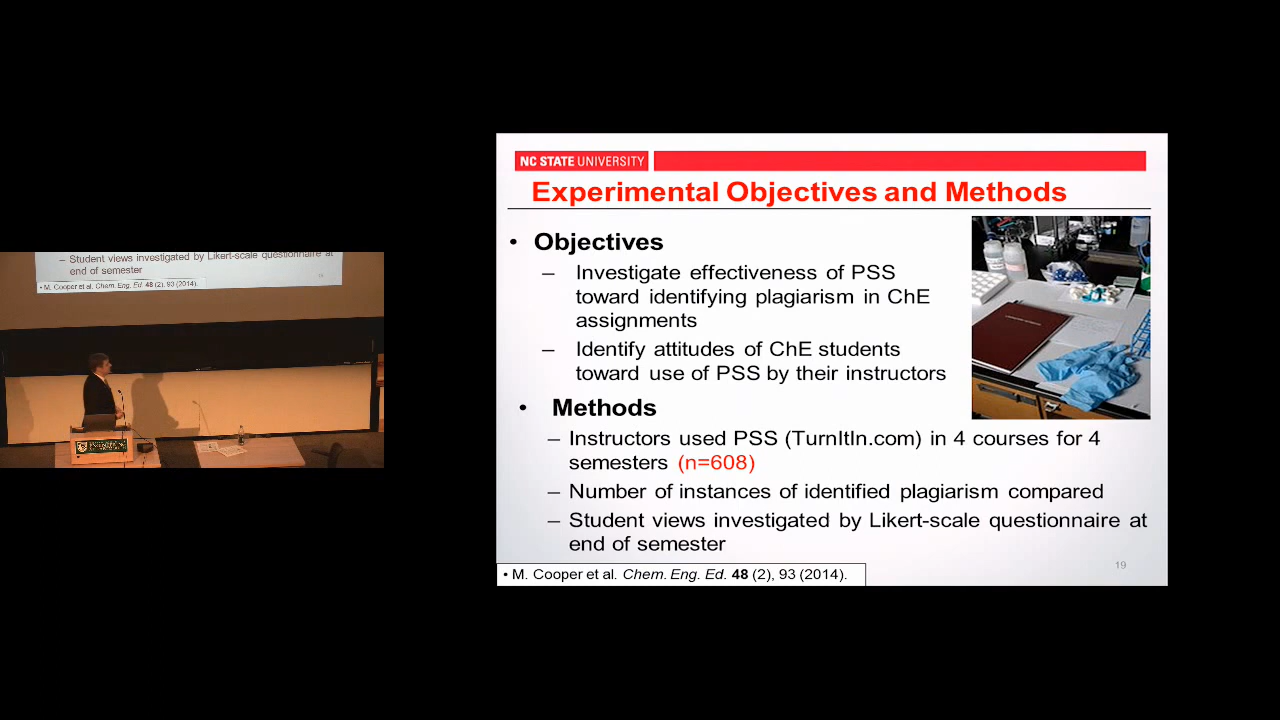 NC STATE UNIVERSITY
Experimental Objectives and Methods
• Objectives
– Investigate effectiveness of PSS
toward identifying plagiarism in ChE
assignments
– Identify attitudes of ChE students
toward use of PSS by their instructors
• Methods
– Instructors used PSS (TurnItIn.com) in 4 courses for 4
semesters (n=608)
– Number of instances of identified plagiarism compared
– Student views investigated by Likert-scale questionnaire at
end of semester
19
• M. Cooper et al. Chem. Eng. Ed. 48 (2), 93 (2014).
– Student views investigated by Likert-scale questionnaire at
end of semester
• M. Cooper et al. Chem. Eng. Ed. 48 (2), 93 (2014).